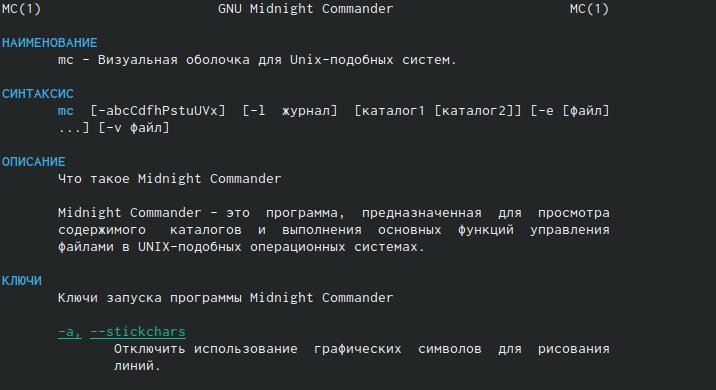 MC(1) GNU Midnight Commander MC(1)
НАИМЕНОВАНИЕ
mc - Визуальная оболочка для Unix-подобных систем.
СИНТАКСИС
mc [-abcCdfhPstuUVx] [-l журнал] [каталог1 [каталог2]] [-e [файл]
...] [-v файл]
ОПИСАНИЕ
Что такое Midnight Commander
Midnight Commander - это программа, предназначенная для просмотра
содержимого каталогов и выполнения основных функций управления
файлами в UNIX-подобных операционных системах.
КЛЮЧИ
Ключи запуска программы Midnight Commander
-a, --stickchars
Отключить использование графических символов для рисования
линий.